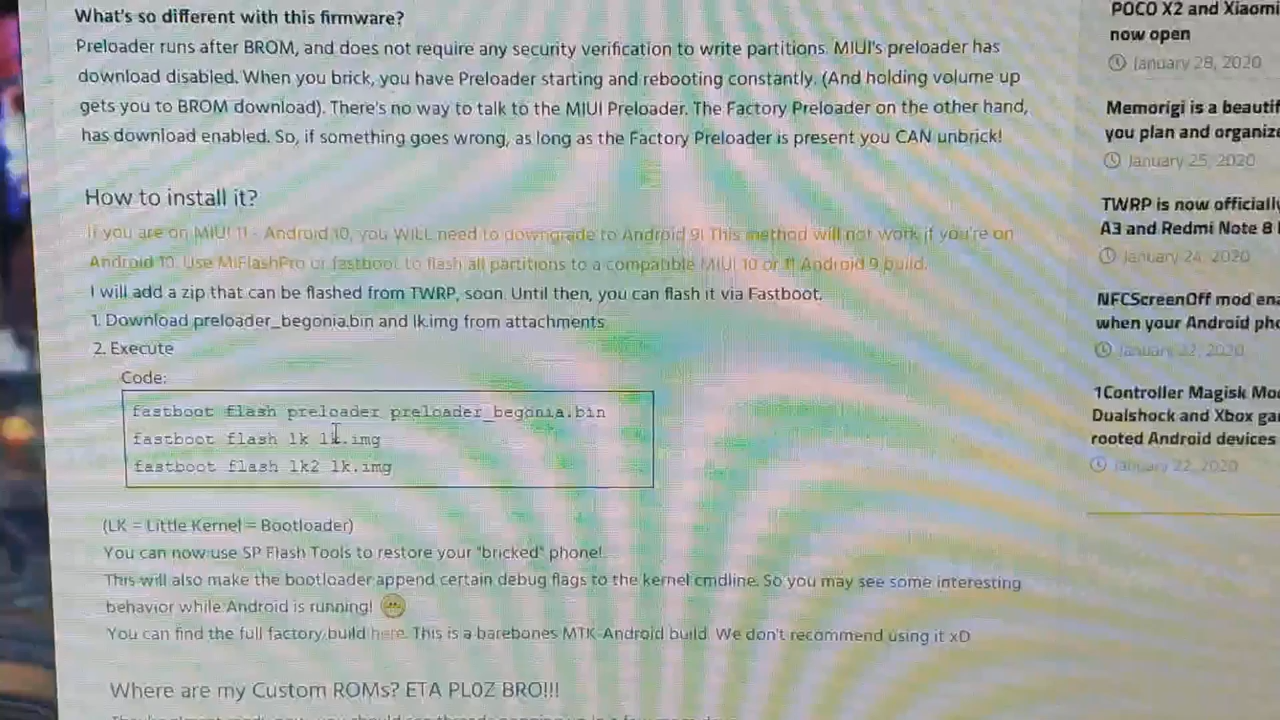 What's so different with this firmware?
Preloader runs after BROM, and does not require any security verification to write partitions. MIUI's preloader has
download disabled. When you brick, you have Preloader starting and rebooting constantly. (And holding volume up
gets you to BROM download). There's no way to talk to the MIUI Preloader. The Factory Preloader on the other hand,
has download enabled. So, if something goes wrong, as long as the Factory Preloader is present you CAN unbrick!
How to install it?
If you are on MIUI 11 - Android 10, you WILL need to downgrade to Android 9! This method will not work if you're on
Android 10. Use MiFlashPro or fastboot to flash all partitions to a compatible MIUI 10 or 11 Android 9 build.
I will add a zip that can be flashed from TWRP, soon. Until then, you can flash it via Fastboot.
1. Download preloader_begonia.bin and lk.img from attachments
2. Execute
Code:
fastboot flash preloader preloader_begonia.bin
fastboot flash lk lk.img
fastboot flash lk2 lk.img
(LK = Little Kernel = Bootloader)
You can now use SP Flash Tools to restore your "bricked" phone!
This will also make the bootloader append certain debug flags to the kernel cmdline. So you may see some interesting
behavior while Android is running!
You can find the full factory build here. This is a barebones MTK Android build. We don't recommend using it xD
Where are my Custom ROMs? ETA PL0Z BRO!!!
POCO X2 and Xiaomi
now open
January 28, 2020
Memorigi is a beautif
you plan and organiz
January 25, 2020
TWRP is now officially
A3 and Redmi Note 8
January 24, 2020
NFCScreenOff mod ena
when your Android pho
January 22, 2020
1Controller Magisk Mo
Dualshock and Xbox ga
rooted Android devices
January 22, 2020